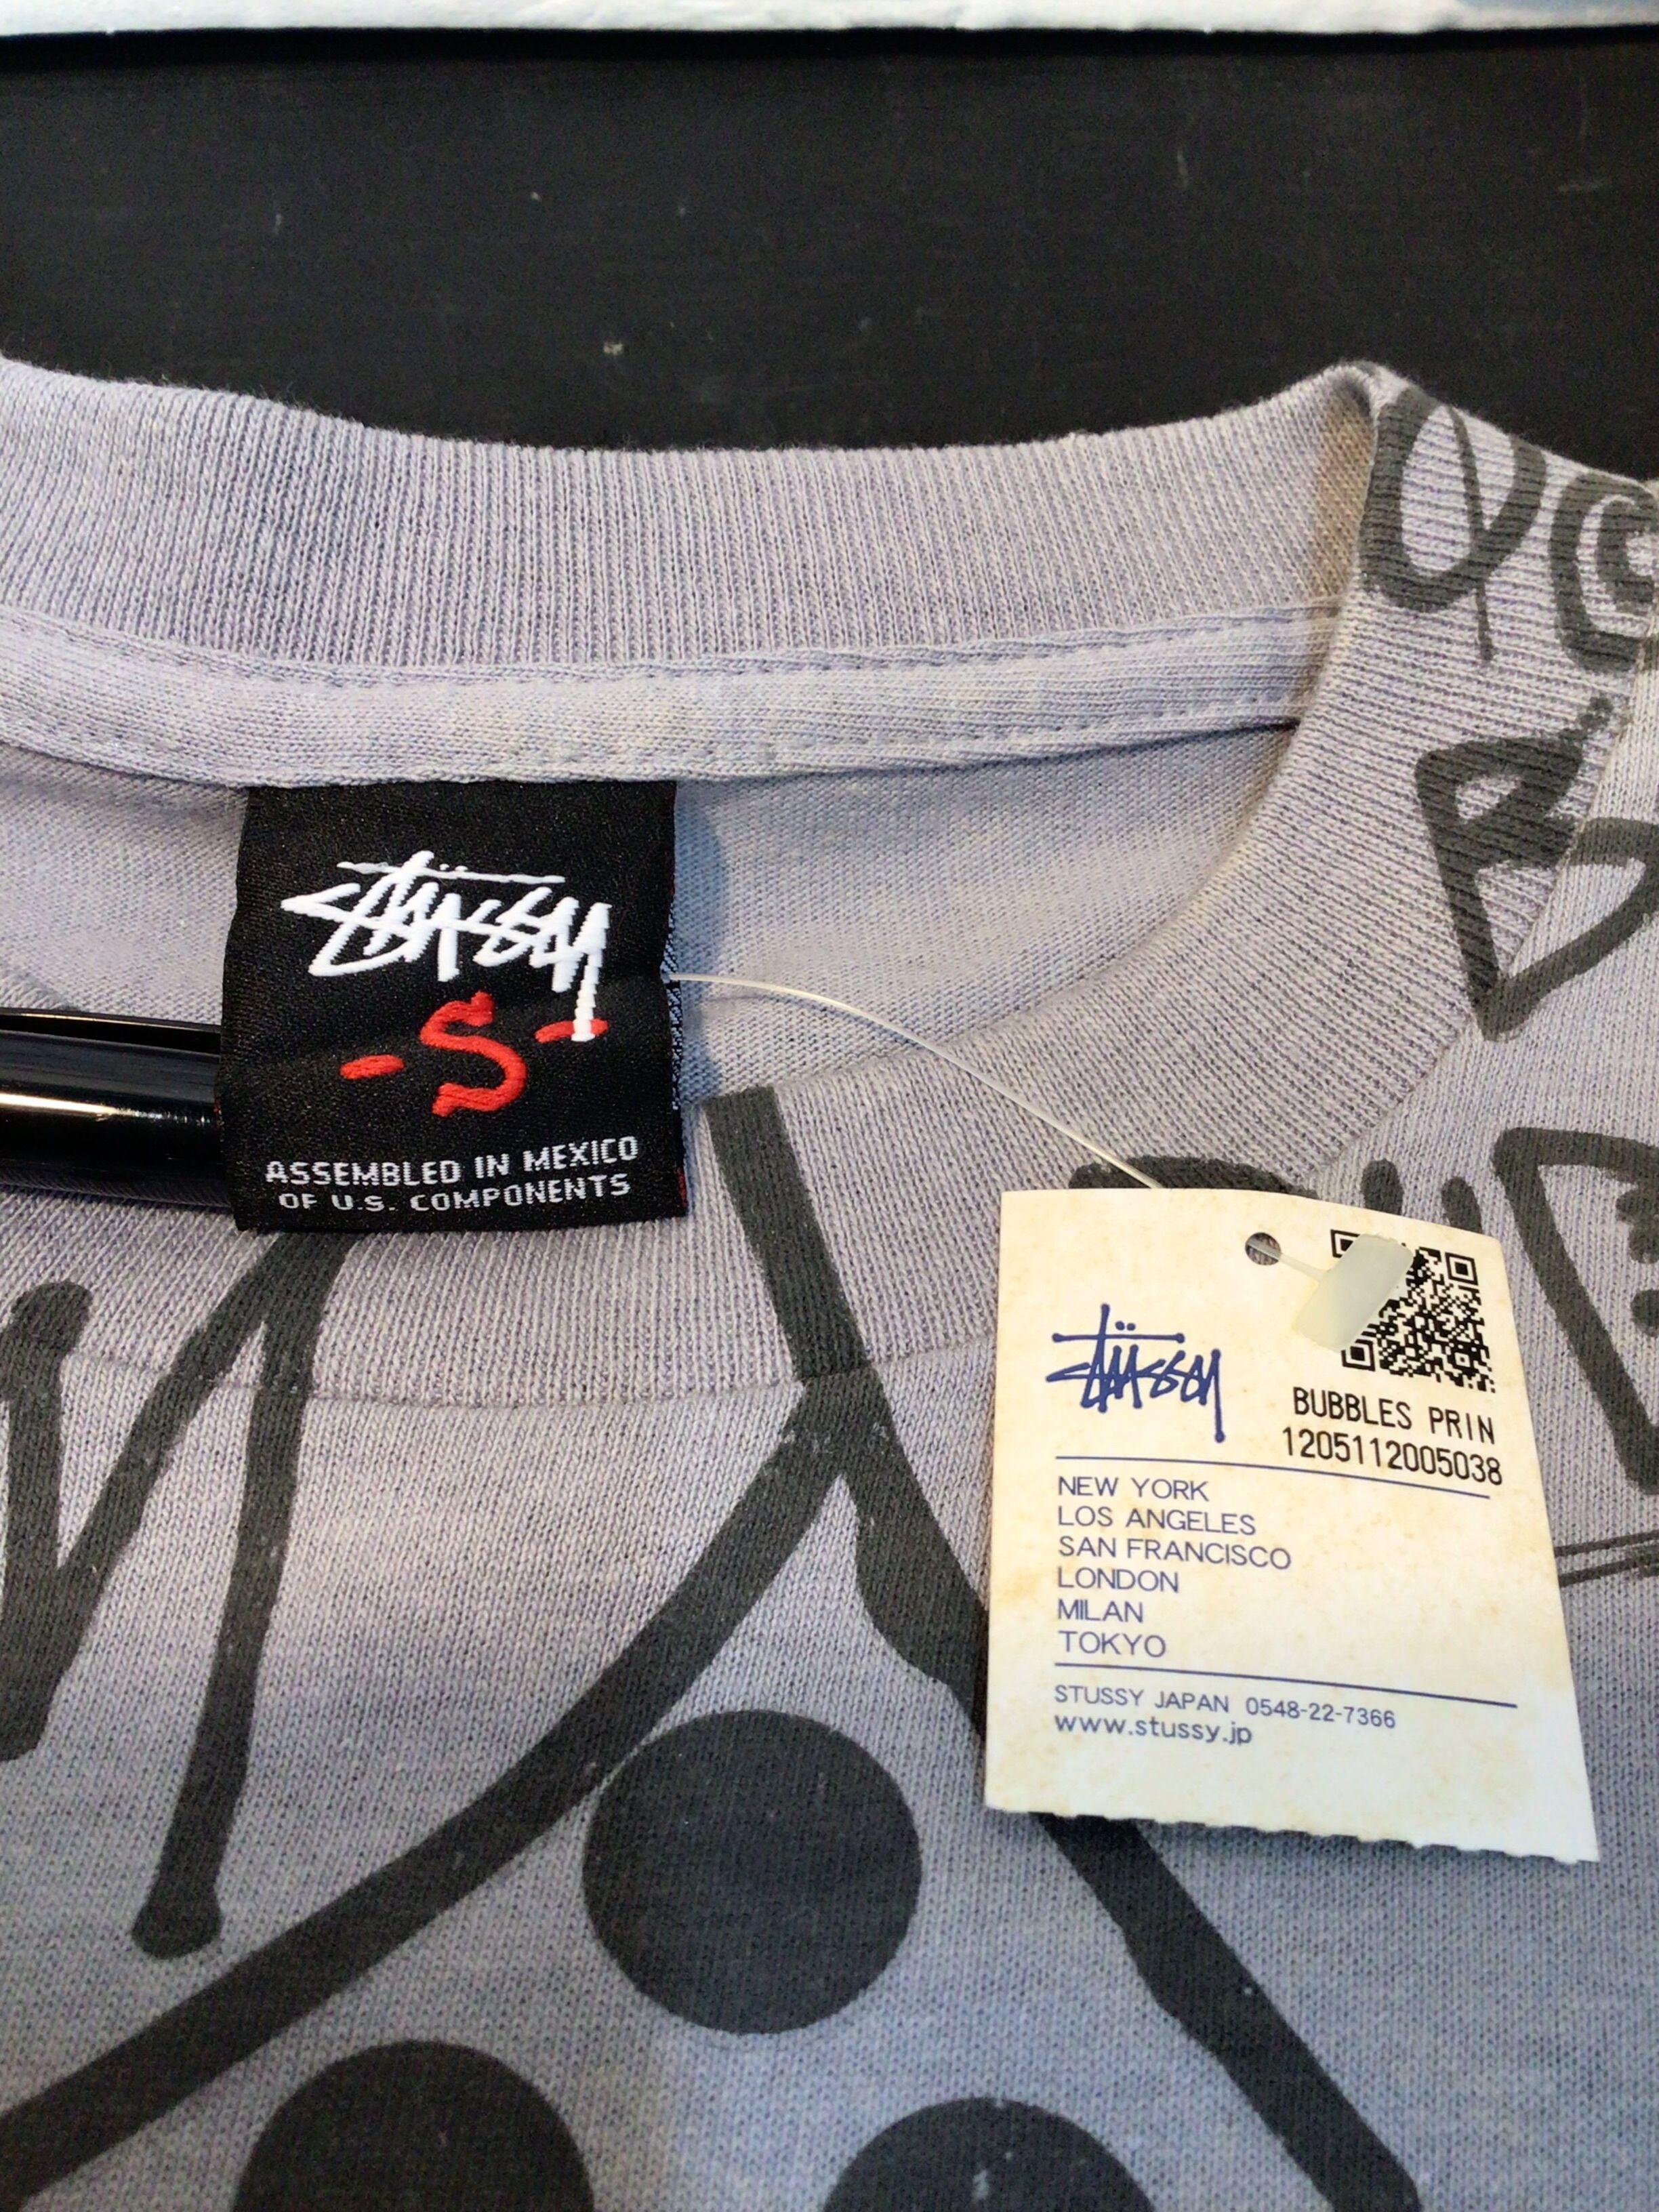 STÜSSY
- S -
ASSEMBLED IN MEXICO
OF U.S. COMPONENTS
STÜSSY
BUBBLES PRIN
1205112005038
NEW YORK
LOS ANGELES
SAN FRANCISCO
LONDON
MILAN
TOKYO
STUSSY JAPAN 0548-22-7366
www.stussy.jp